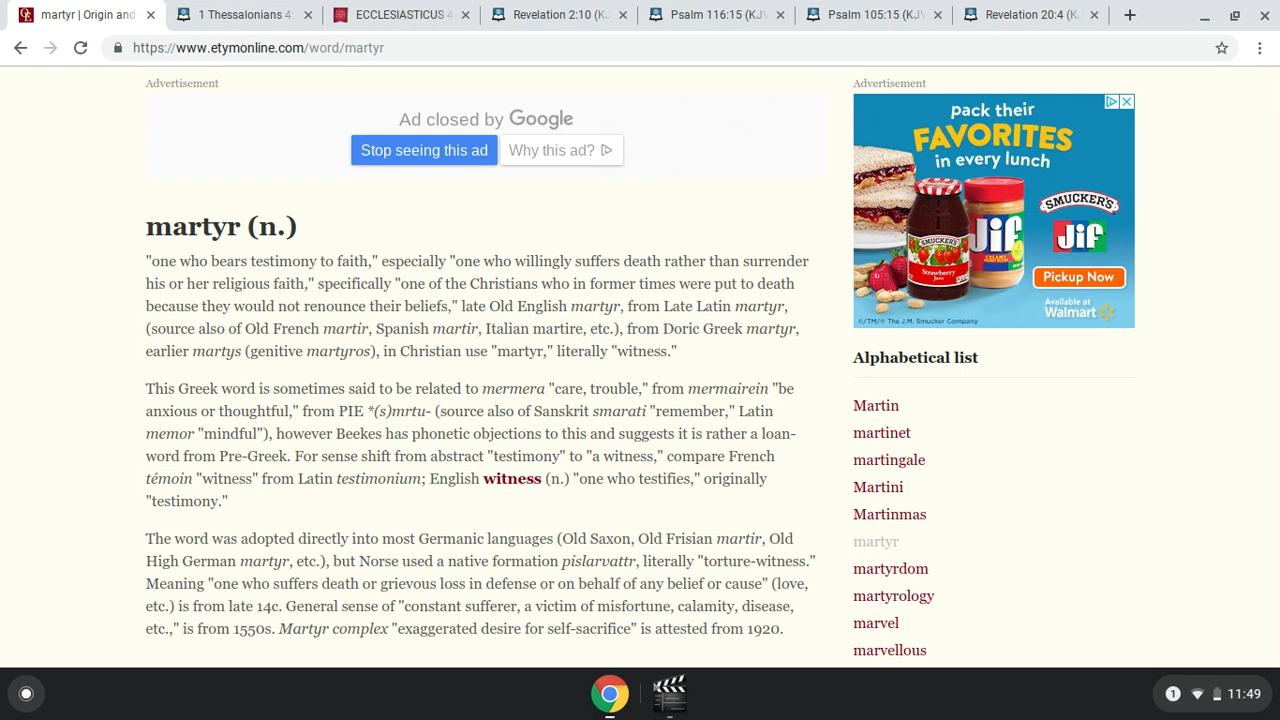 martyr | Origin and
1 Thessalonians 4:
ECCLESIASTICUS 4
Revelation 2:10 (KJ
Psalm 116:15 (KJV
Psalm 105:15 (KJV
Revelation 20:4 (KJ
https://www.etymonline.com/word/martyr
Advertisement
Ad closed by Google
Stop seeing this ad
Why this ad?
martyr (n.)
"one who bears testimony to faith," especially "one who willingly suffers death rather than surrender
his or her religious faith," specifically "one of the Christians who in former times were put to death
because they would not renounce their beliefs," late Old English martyr, from Late Latin martyr,
(source also of Old French martir, Spanish martir, Italian martire, etc.), from Doric Greek martyr,
earlier martys (genitive martyros), in Christian use "martyr," literally "witness."
This Greek word is sometimes said to be related to mermera "care, trouble," from mermairein "be
anxious or thoughtful," from PIE *(s)mrtu- (source also of Sanskrit smarati "remember," Latin
memor "mindful"), however Beekes has phonetic objections to this and suggests it is rather a loan-
word from Pre-Greek. For sense shift from abstract "testimony" to "a witness," compare French
témoin "witness" from Latin testimonium; English witness (n.) "one who testifies," originally
"testimony."
The word was adopted directly into most Germanic languages (Old Saxon, Old Frisian martir, Old
High German martyr, etc.), but Norse used a native formation pislarvattr, literally "torture-witness."
Meaning "one who suffers death or grievous loss in defense or on behalf of any belief or cause" (love,
etc.) is from late 14c. General sense of "constant sufferer, a victim of misfortune, calamity, disease,
etc.," is from 1550s. Martyr complex "exaggerated desire for self-sacrifice" is attested from 1920.
Advertisement
pack their
FAVORITES
in every lunch
SMUCKER'S
Jif
SMUCKER'S
Strawberry
Jam
Jif
Pickup Now
Available at
Walmart
©/TM/® The J.M. Smucker Company
Alphabetical list
Martin
martinet
martingale
Martini
Martinmas
martyr
martyrdom
martyrology
marvel
marvellous
1
11:49